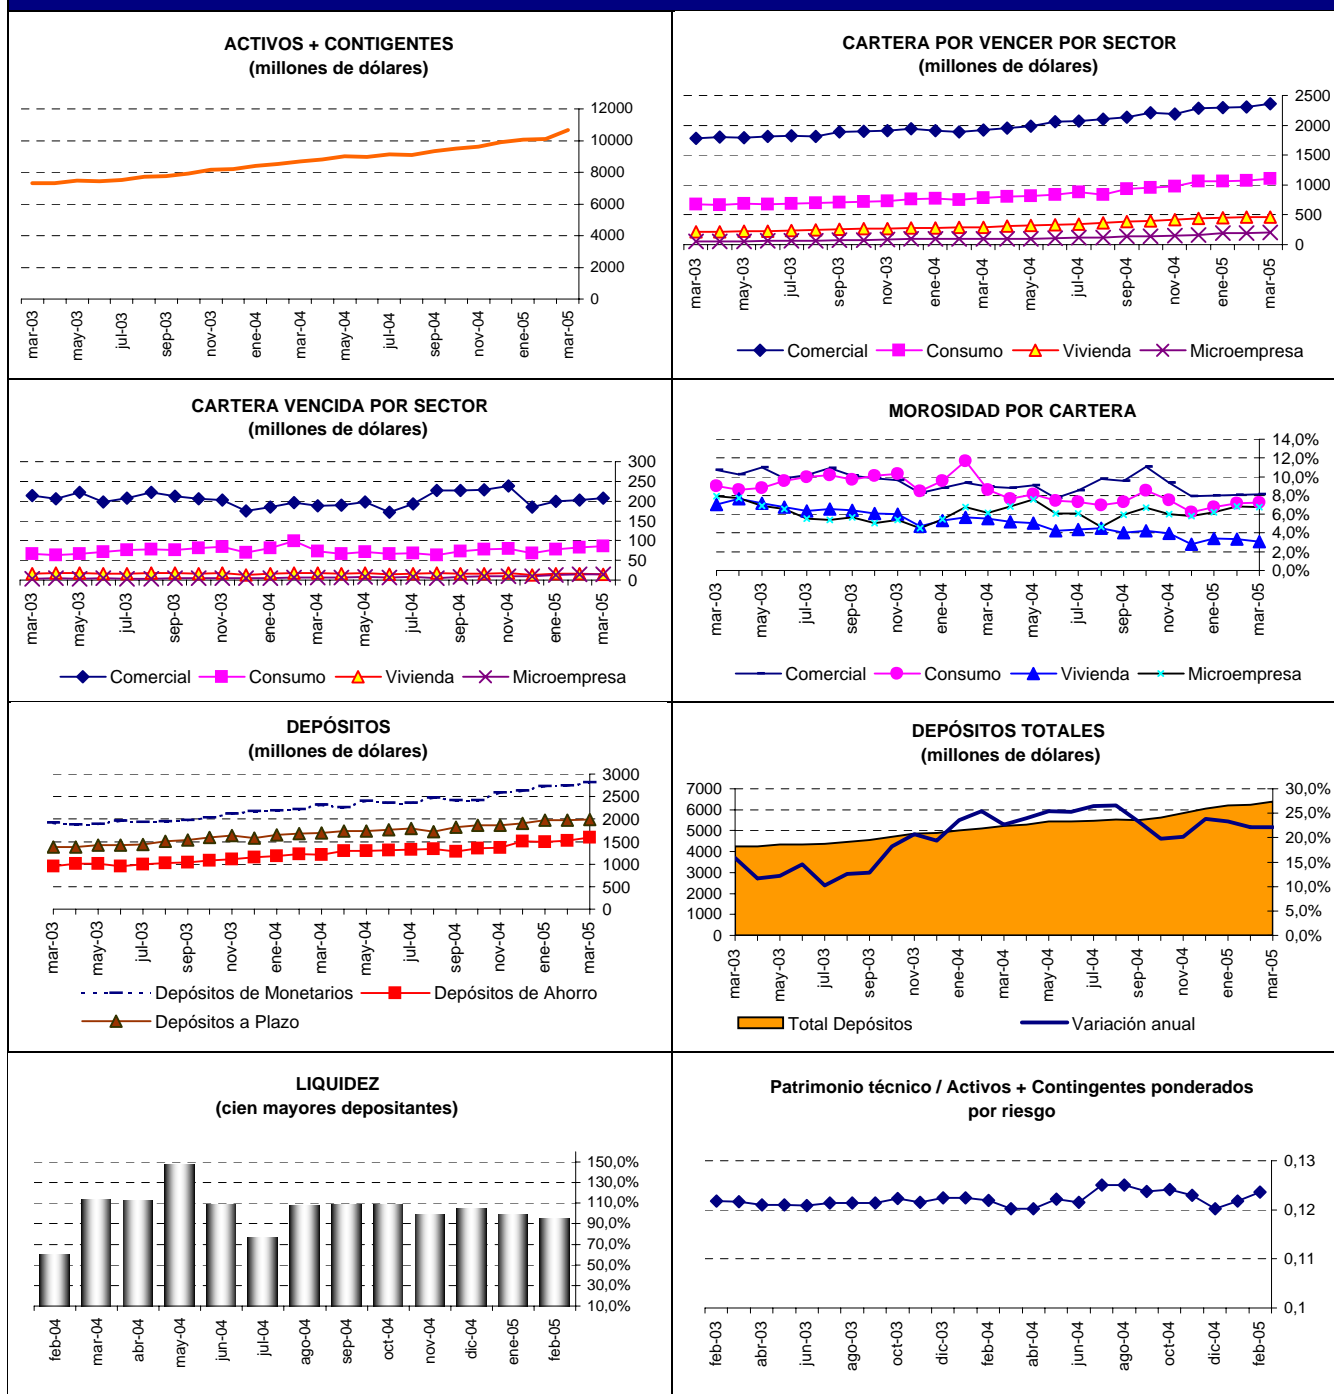 ACTIVOS + CONTIGENTES
(millones de dólares)
12000
10000
8000
6000
4000
2000
0
mar-03
may-03
jul-03
sep-03
nov-03
ene-04
mar-04
may-04
jul-04
sep-04
nov-04
ene-05
mar-05
CARTERA POR VENCER POR SECTOR
(millones de dólares)
2500
2000
1500
1000
500
0
mar-03
may-03
jul-03
sep-03
nov-03
ene-04
mar-04
may-04
jul-04
sep-04
nov-04
ene-05
mar-05
Comercial Consumo Vivienda Microempresa
CARTERA VENCIDA POR SECTOR
(millones de dólares)
300
250
200
150
100
50
0
mar-03
may-03
jul-03
sep-03
nov-03
ene-04
mar-04
may-04
jul-04
sep-04
nov-04
ene-05
mar-05
Comercial Consumo Vivienda Microempresa
MOROSIDAD POR CARTERA
14,0%
12,0%
10,0%
8,0%
6,0%
4,0%
2,0%
0,0%
mar-03
may-03
jul-03
sep-03
nov-03
ene-04
mar-04
may-04
jul-04
sep-04
nov-04
ene-05
mar-05
Comercial Consumo Vivienda Microempresa
DEPÓSITOS
(millones de dólares)
3000
2500
2000
1500
1000
500
0
mar-03
may-03
jul-03
sep-03
nov-03
ene-04
mar-04
may-04
jul-04
sep-04
nov-04
ene-05
mar-05
Depósitos de Monetarios Depósitos de Ahorro
Depósitos a Plazo
DEPÓSITOS TOTALES
(millones de dólares)
7000
6000
5000
4000
3000
2000
1000
0
30,0%
25,0%
20,0%
15,0%
10,0%
5,0%
0,0%
mar-03
may-03
jul-03
sep-03
nov-03
ene-04
mar-04
may-04
jul-04
sep-04
nov-04
ene-05
mar-05
Total Depósitos Variación anual
LIQUIDEZ
(cien mayores depositantes)
150,0%
130,0%
110,0%
90,0%
70,0%
50,0%
30,0%
10,0%
feb-04
mar-04
abr-04
may-04
jun-04
jul-04
ago-04
sep-04
oct-04
nov-04
dic-04
ene-05
feb-05
Patrimonio técnico / Activos + Contingentes ponderados
por riesgo
0,13
0,12
0,11
0,1
feb-03
abr-03
jun-03
ago-03
oct-03
dic-03
feb-04
abr-04
jun-04
ago-04
oct-04
dic-04
feb-05